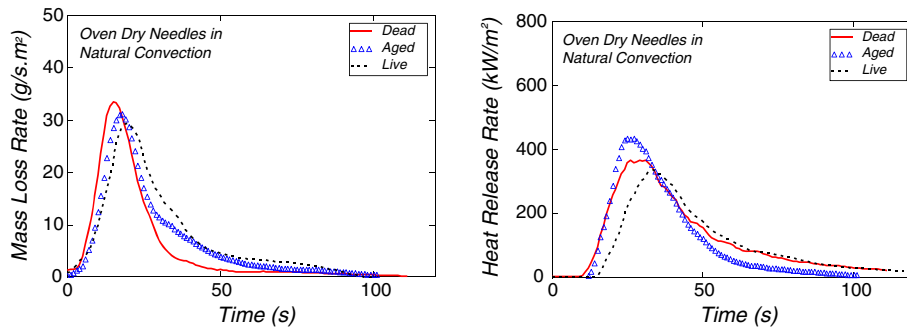 50
40
30
20
10
0
Mass Loss Rate (g/s.m²)
Oven Dry Needles in
Natural Convection
Dead
Aged
Live
0
50
100
Time (s)
800
600
400
200
0
Heat Release Rate (kW/m²)
Oven Dry Needles in
Natural Convection
Dead
Aged
Live
0
50
100
Time (s)